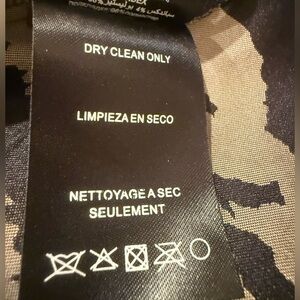 DRY CLEAN ONLY
LIMPIEZA EN SECO
NETTOYAGE A SEC
SEULEMENT